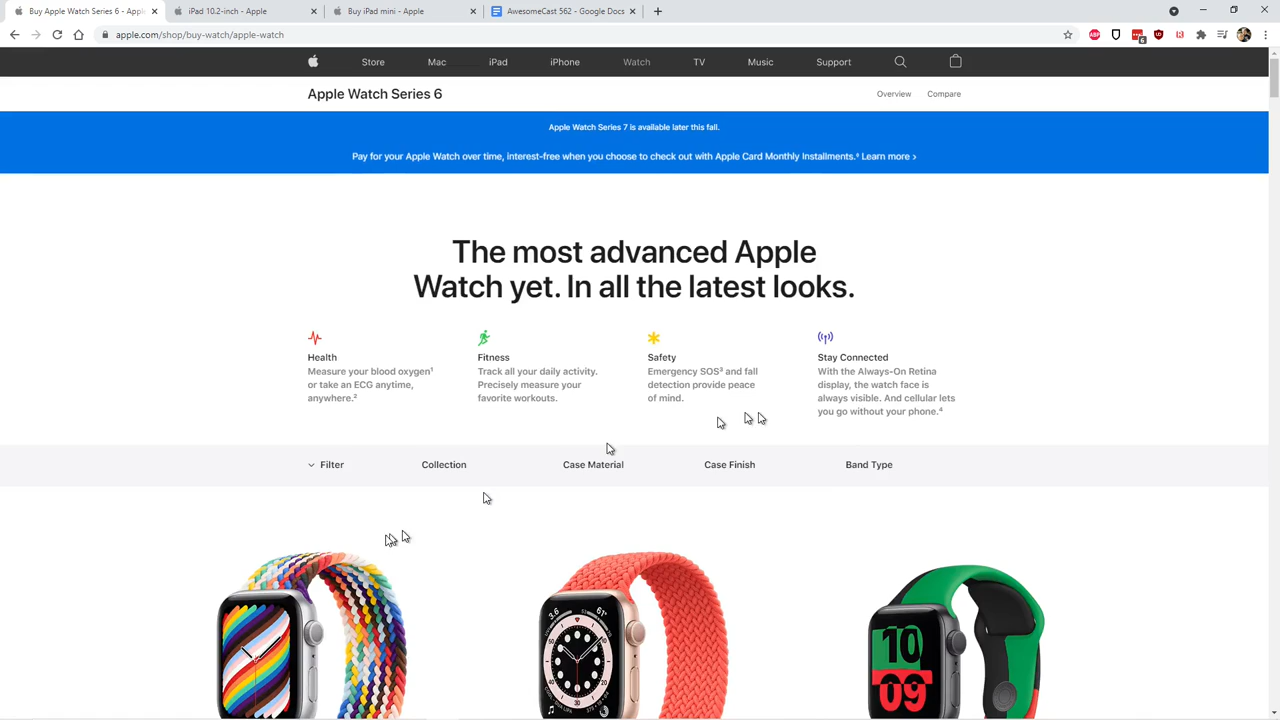 Buy Apple Watch Series 6 - Apple
iPad 10.2-inch - Apple
Buy iPad mini - Apple
AwesomeCast 562 - Google Docs
apple.com/shop/buy-watch/apple-watch
ABP
6
Store
Mac
iPad
iPhone
Watch
TV
Music
Support
Apple Watch Series 6
Overview
Compare
Apple Watch Series 7 is available later this fall.
Pay for your Apple Watch over time, interest-free when you choose to check out with Apple Card Monthly Installments.◊ Learn more >
The most advanced Apple
Watch yet. In all the latest looks.
Health
Measure your blood oxygen¹
or take an ECG anytime,
anywhere.²
Fitness
Track all your daily activity.
Precisely measure your
favorite workouts.
Safety
Emergency SOS³ and fall
detection provide peace
of mind.
Stay Connected
With the Always-On Retina
display, the watch face is
always visible. And cellular lets
you go without your phone.⁴
Filter
Collection
Case Material
Case Finish
Band Type
3.6
61°
10
09